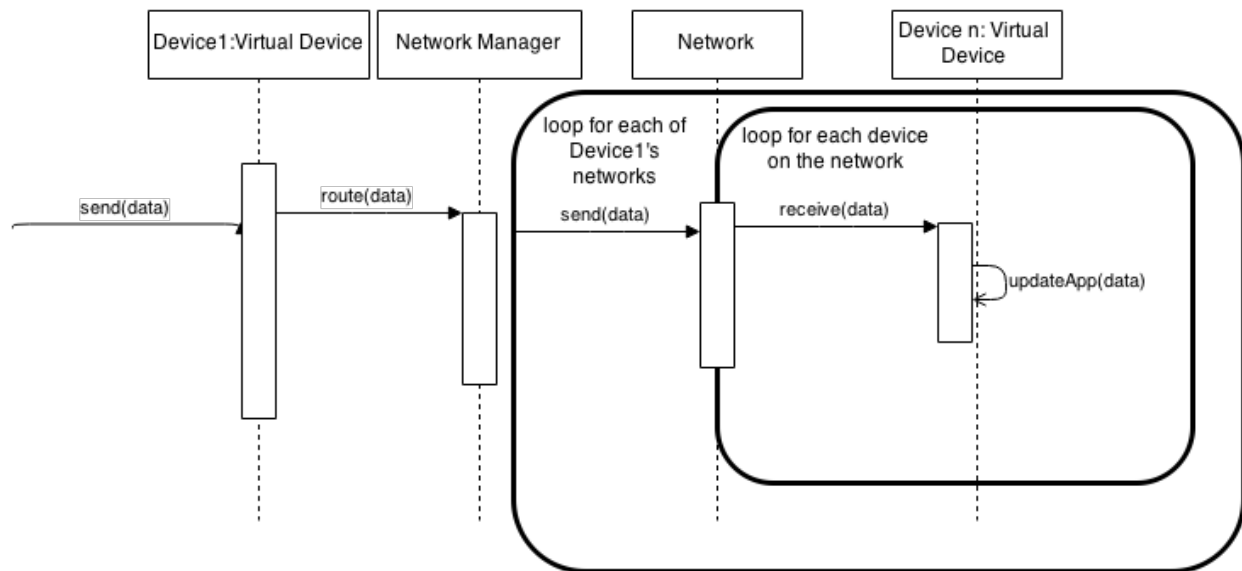 Device1:Virtual Device
Network Manager
Network
Device n: Virtual
Device
loop for each of
Device1's
networks
loop for each device
on the network
send(data)
route(data)
send(data)
receive(data)
updateApp(data)